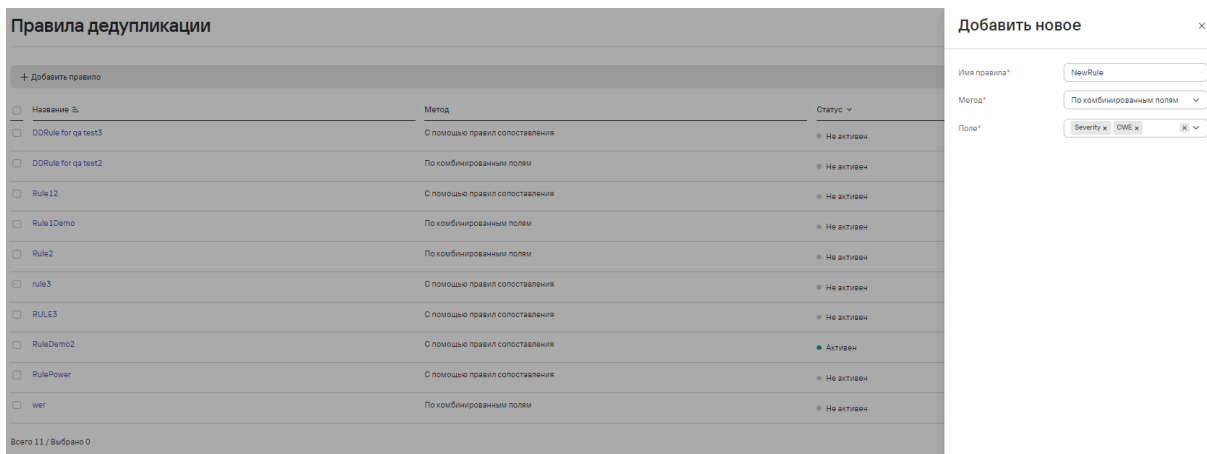 Правила дедупликации
+ Добавить правило
Название Метод Статус
DDRule for qa test3 С помощью правил сопоставления Не активен
DDRule for qa test2 По комбинированным полям Не активен
Rule12 С помощью правил сопоставления Не активен
Rule1Demo По комбинированным полям Не активен
Rule2 По комбинированным полям Не активен
rule3 С помощью правил сопоставления Не активен
RULE3 С помощью правил сопоставления Не активен
RuleDemo2 С помощью правил сопоставления Активен
RulePower С помощью правил сопоставления Не активен
wer По комбинированным полям Не активен
Всего 11 / Выбрано 0
Добавить новое ×
Имя правила* NewRule
Метод* По комбинированным полям
Поле* Severity × CWE × ×